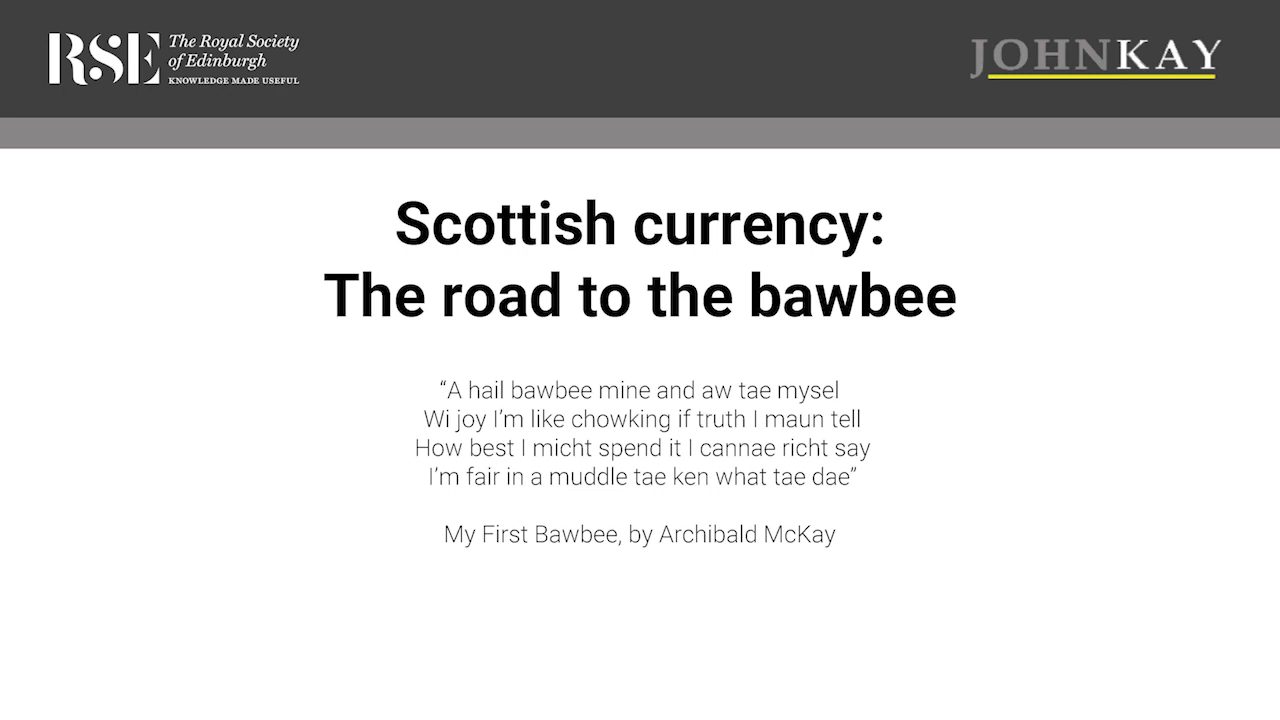 RSE
The Royal Society
of Edinburgh
KNOWLEDGE MADE USEFUL
JOHNKAY
Scottish currency:
The road to the bawbee
“A hail bawbee mine and aw tae mysel
Wi joy I’m like chowking if truth I maun tell
How best I micht spend it I cannae richt say
I’m fair in a muddle tae ken what tae dae”
My First Bawbee, by Archibald McKay